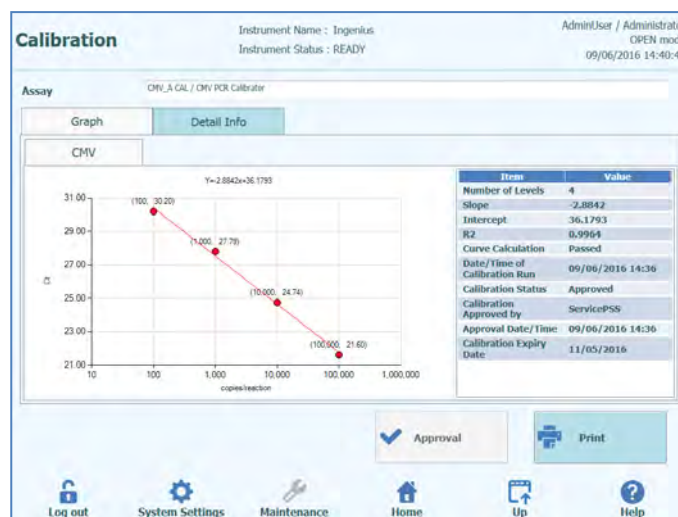 Calibration
Instrument Name : Ingenius
Instrument Status : READY
AdminUser / Administrat
OPEN mod
09/06/2016 14:40:4
Assay
CMV_A CAL / CMV PCR Calibrator
Graph
Detail Info
CMV
Y=-2.8842x+36.1793
31.00
29.00
27.00
25.00
23.00
21.00
Ct
(100, 30.20)
(1,000, 27.78)
(10,000, 24.74)
(100,000, 21.60)
10
100
1,000
10,000
100,000
1,000,000
copies/reaction
Item Value
Number of Levels 4
Slope -2.8842
Intercept 36.1793
R2 0.9964
Curve Calculation Passed
Date/Time of
Calibration Run 09/06/2016 14:36
Calibration Status Approved
Calibration
Approved by ServicePSS
Approval Date/Time 09/06/2016 14:36
Calibration Expiry
Date 11/05/2016
Approval
Print
Log out
System Settings
Maintenance
Home
Up
Help